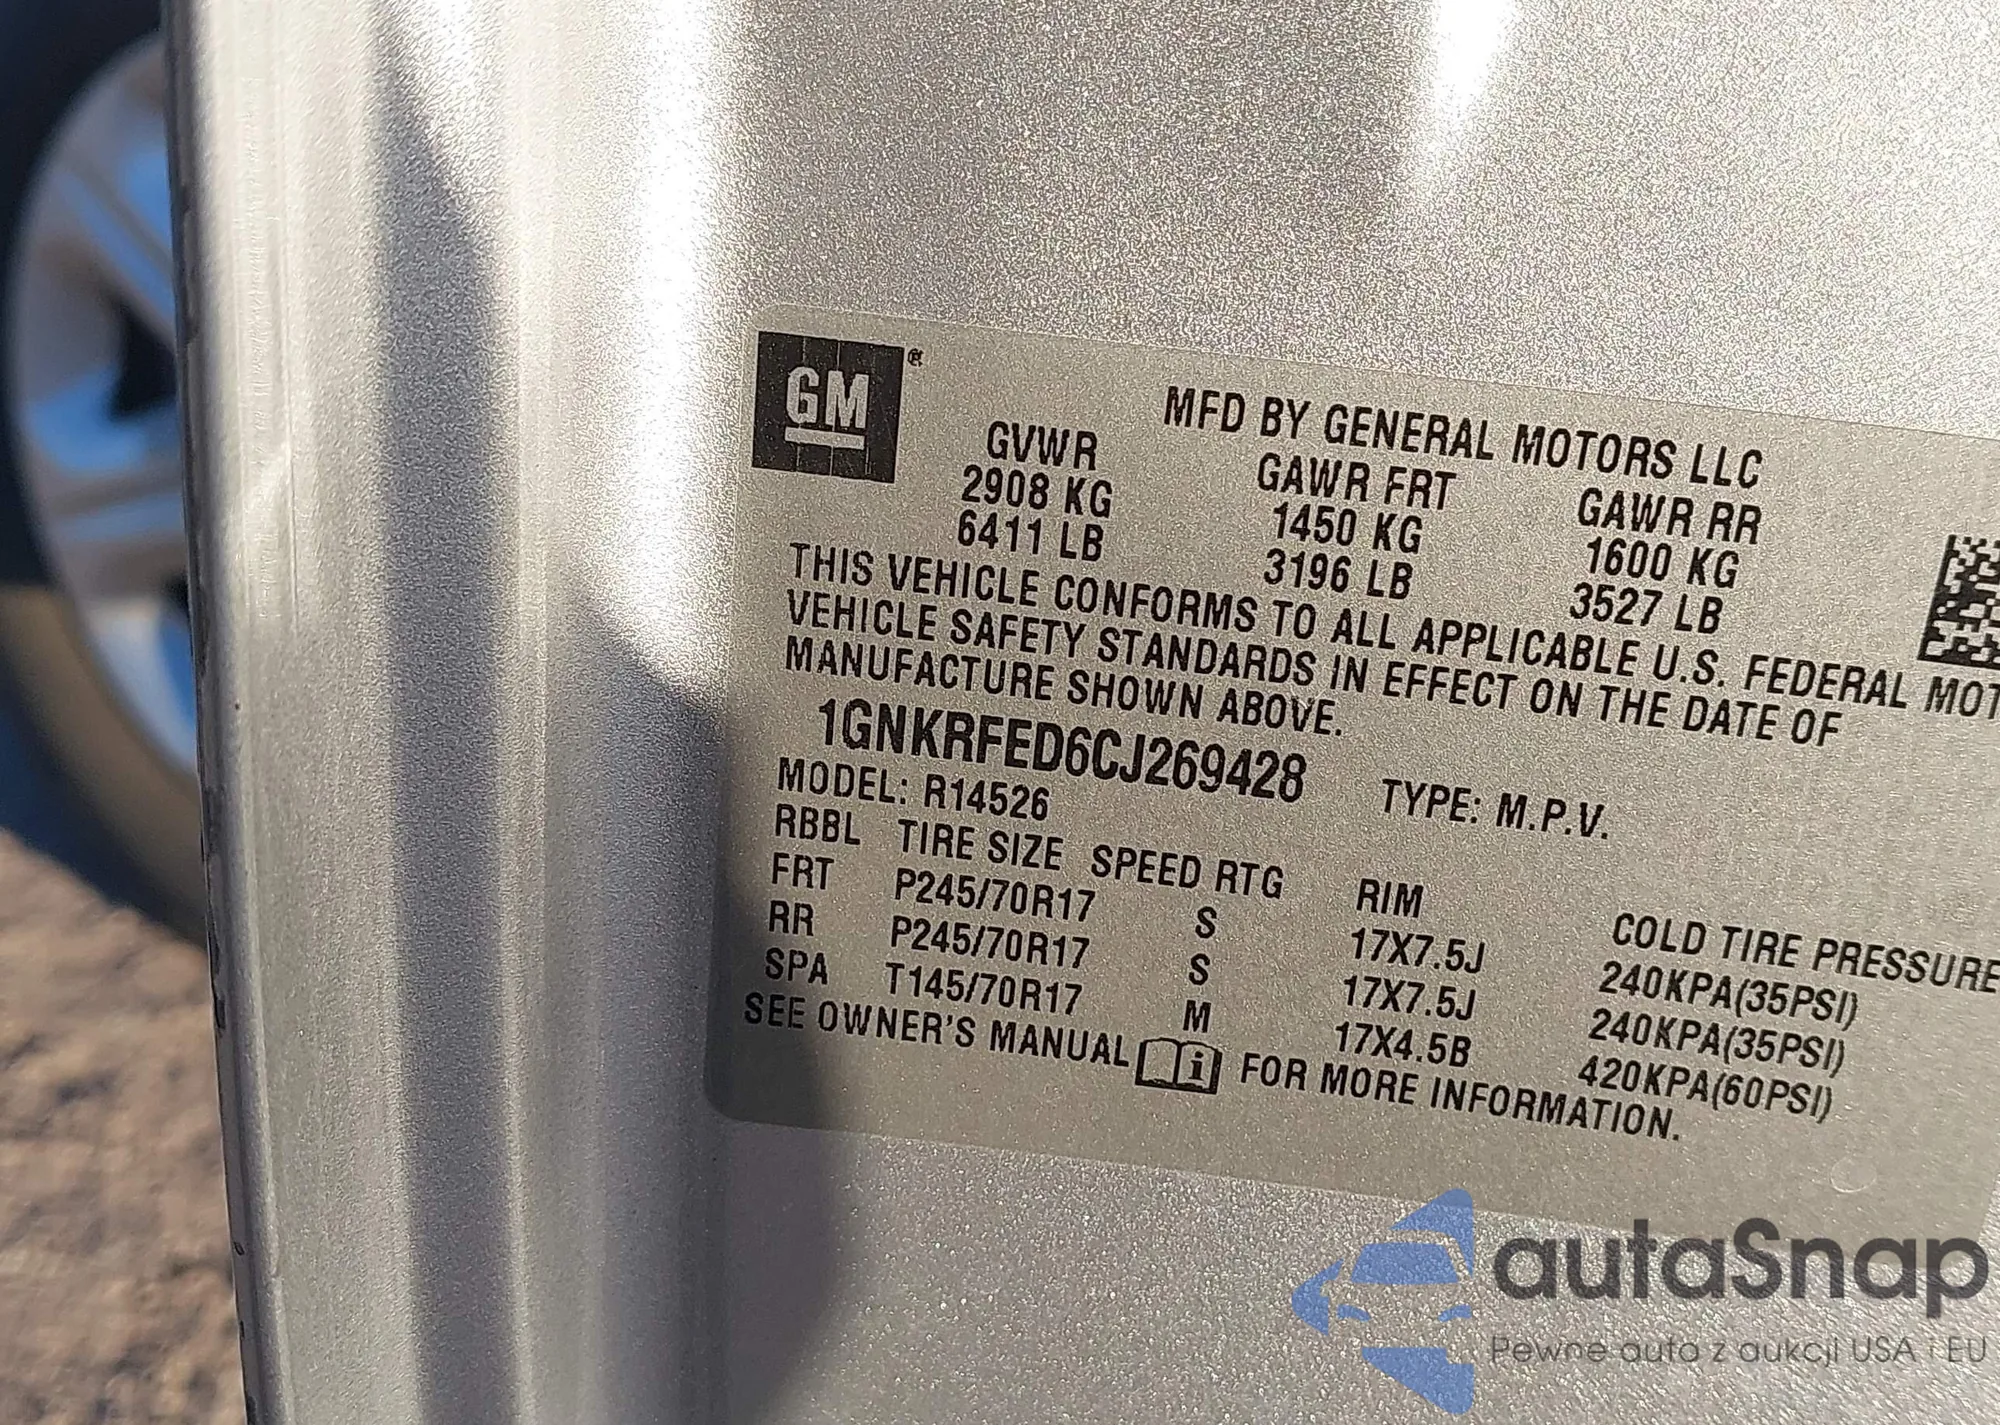 GM ®
MFD BY GENERAL MOTORS LLC
GVWR GAWR FRT GAWR RR
2908 KG 1450 KG 1600 KG
6411 LB 3196 LB 3527 LB
THIS VEHICLE CONFORMS TO ALL APPLICABLE U.S. FEDERAL MOT
VEHICLE SAFETY STANDARDS IN EFFECT ON THE DATE OF
MANUFACTURE SHOWN ABOVE.
1GNKRFED6CJ269428 TYPE: M.P.V.
MODEL: R14526
RBBL TIRE SIZE SPEED RTG RIM COLD TIRE PRESSURE
FRT P245/70R17 S 17X7.5J 240KPA(35PSI)
RR P245/70R17 S 17X7.5J 240KPA(35PSI)
SPA T145/70R17 M 17X4.5B 420KPA(60PSI)
SEE OWNER'S MANUAL i FOR MORE INFORMATION.
autaSnap
Pewne auta z aukcji USA i EU